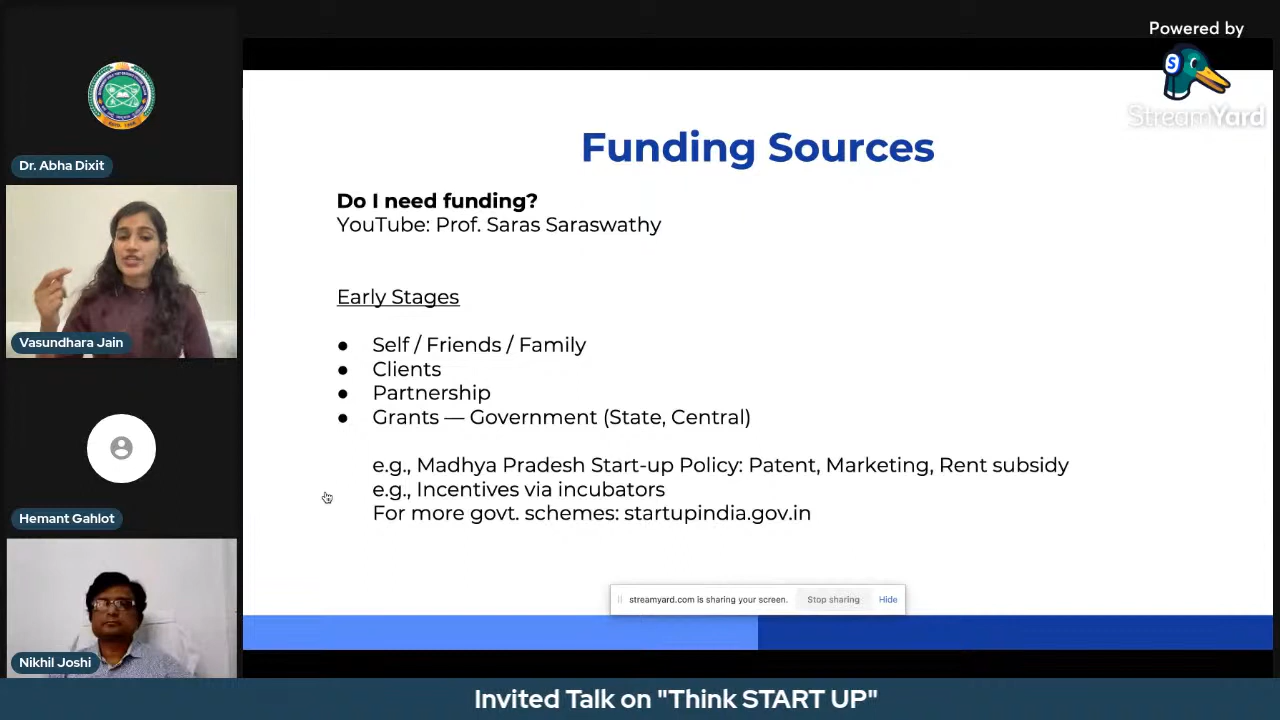 Powered by
S
StreamYard
Dr. Abha Dixit
Vasundhara Jain
Hemant Gahlot
Nikhil Joshi
Funding Sources
Do I need funding?
YouTube: Prof. Saras Saraswathy
Early Stages
● Self / Friends / Family
● Clients
● Partnership
● Grants — Government (State, Central)
e.g., Madhya Pradesh Start-up Policy: Patent, Marketing, Rent subsidy
e.g., Incentives via incubators
For more govt. schemes: startupindia.gov.in
streamyard.com is sharing your screen. Stop sharing Hide
Invited Talk on "Think START UP"